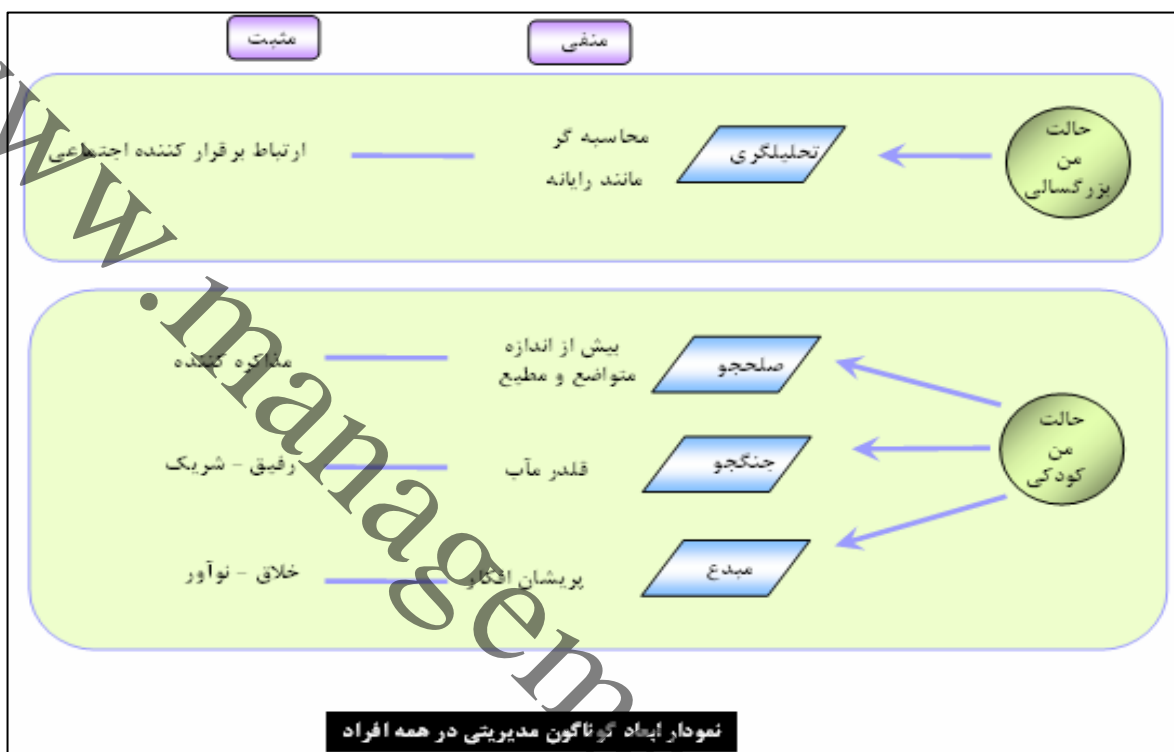 منفی
مثبت
حالت
من
بزرگسالی
تحلیلگری
محاسبه گر
مانند رایانه
ارتباط برقرار کننده اجتماعی
حالت
من
کودکی
صلحجو
بیش از اندازه
متواضع و مطیع
مذاکره کننده
جنگجو
قلدر مآب
رفیق - شریک
مبدع
پریشان افکار
خلاق - نوآور
نمودار ابعاد گوناگون مدیریتی در همه افراد
www.managem